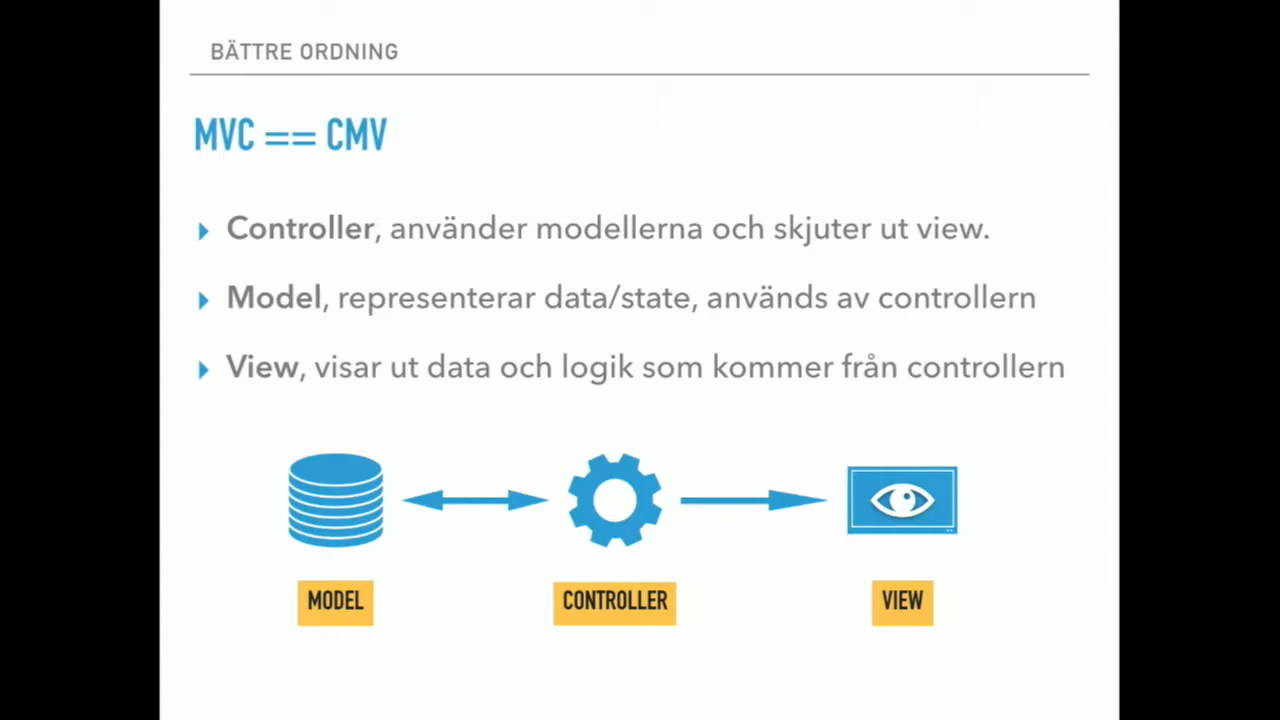 BÄTTRE ORDNING
MVC == CMV
Controller, använder modellerna och skjuter ut view.
Model, representerar data/state, används av controllern
View, visar ut data och logik som kommer från controllern
MODEL
CONTROLLER
VIEW